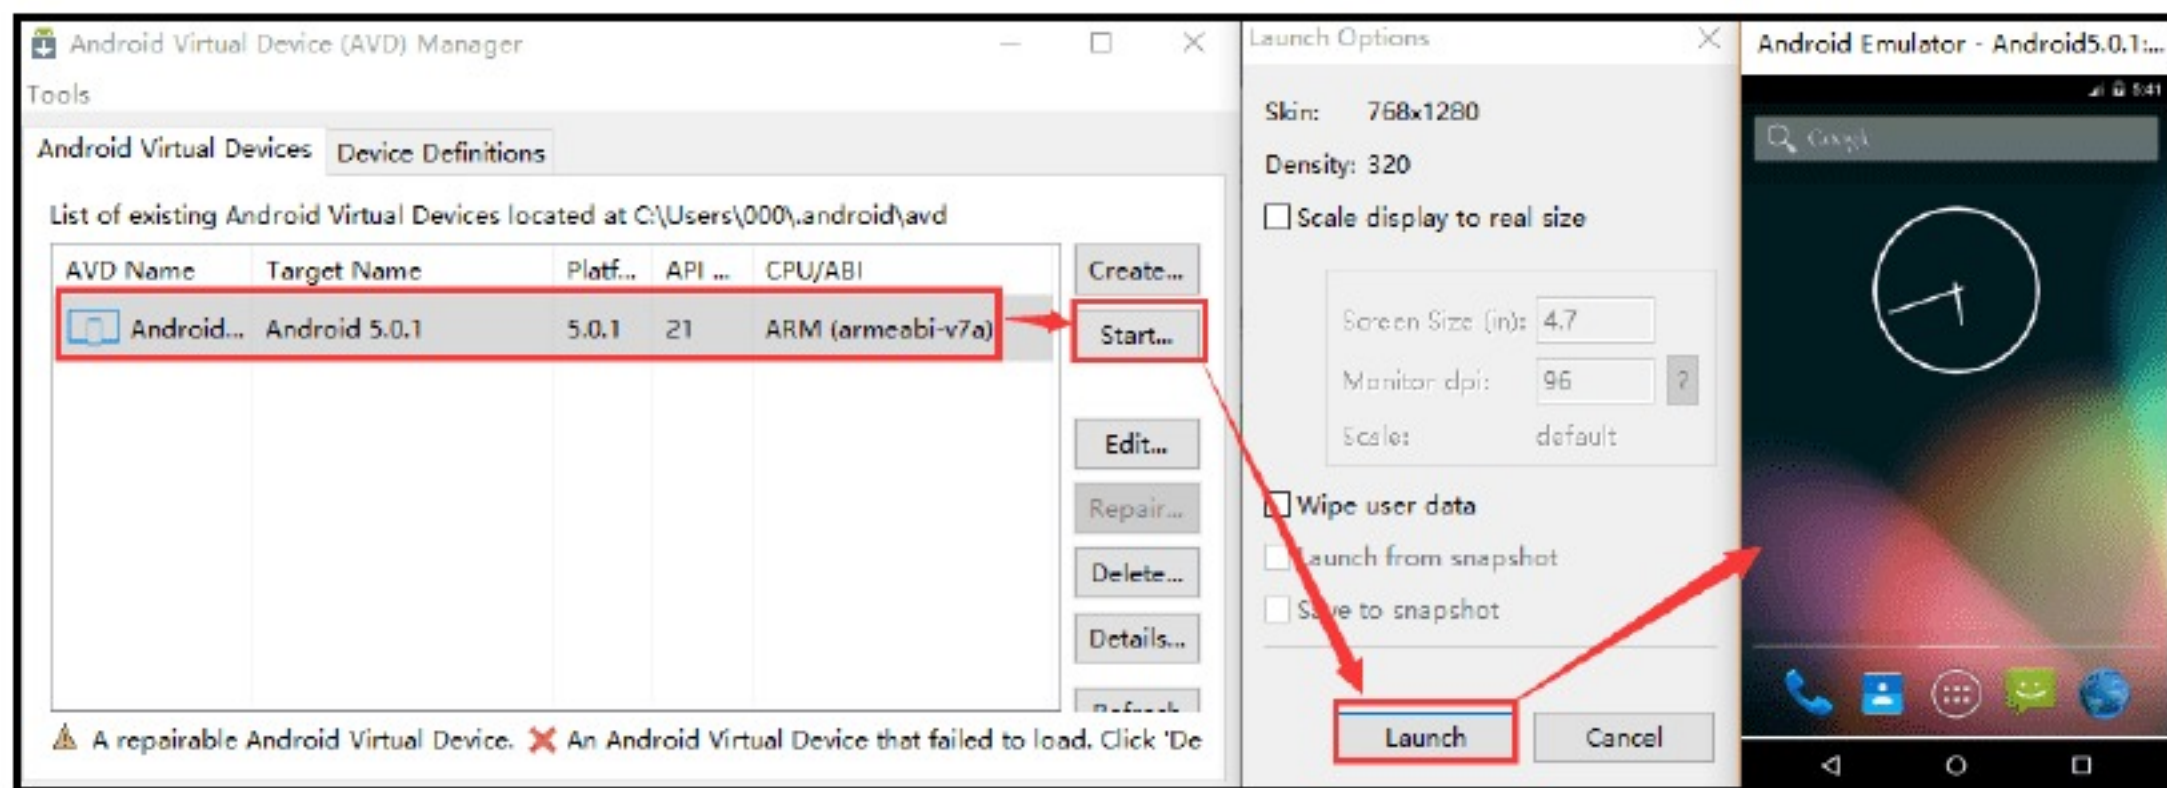 Android Virtual Device (AVD) Manager
Tools
Android Virtual Devices Device Definitions
List of existing Android Virtual Devices located at C:\Users\000\.android\avd
AVD Name Target Name Platf... API ... CPU/ABI
Android... Android 5.0.1 5.0.1 21 ARM (armeabi-v7a)
Create...
Start...
Edit...
Repair...
Delete...
Details...
Refresh
A repairable Android Virtual Device. An Android Virtual Device that failed to load. Click 'De
Launch Options
Skin: 768x1280
Density: 320
Scale display to real size
Screen Size (in): 4.7
Monitor dpi: 96 ?
Scale: default
Wipe user data
Launch from snapshot
Save to snapshot
Launch Cancel
Android Emulator - Android5.0.1:...
5:41
Google